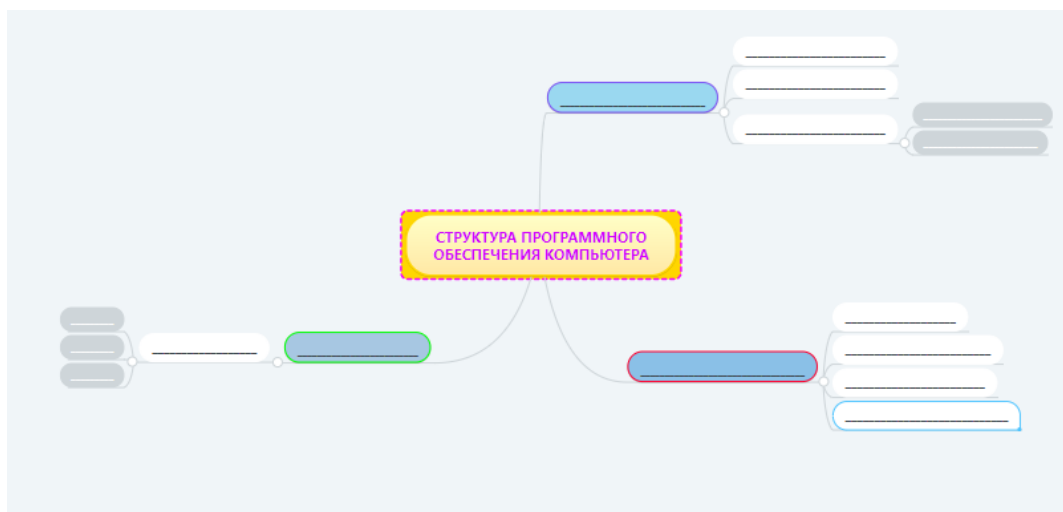 СТРУКТУРА ПРОГРАММНОГО
ОБЕСПЕЧЕНИЯ КОМПЬЮТЕРА